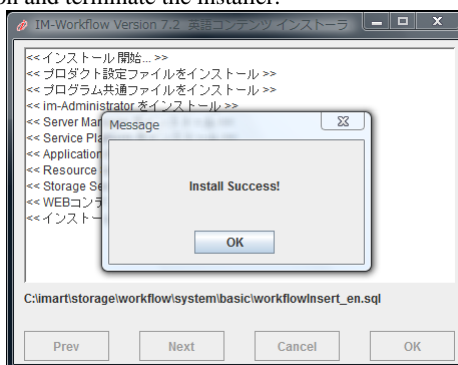 on and terminate the installer.
IM-Workflow Version 7.2 英語コンテンツ インストーラ
<< インストール 開始... >>
<< プロダクト設定ファイルをインストール >>
<< プログラム共通ファイルをインストール >>
<< im-Administrator をインストール >>
<< Server Man
<< Service Pla
<< Application
<< Resource
<< Storage Se
<< WEBコンテ
<< インストー
Message
Install Success!
OK
C:\imart\storage\workflow\system\basic\workflowInsert_en.sql
Prev
Next
Cancel
OK